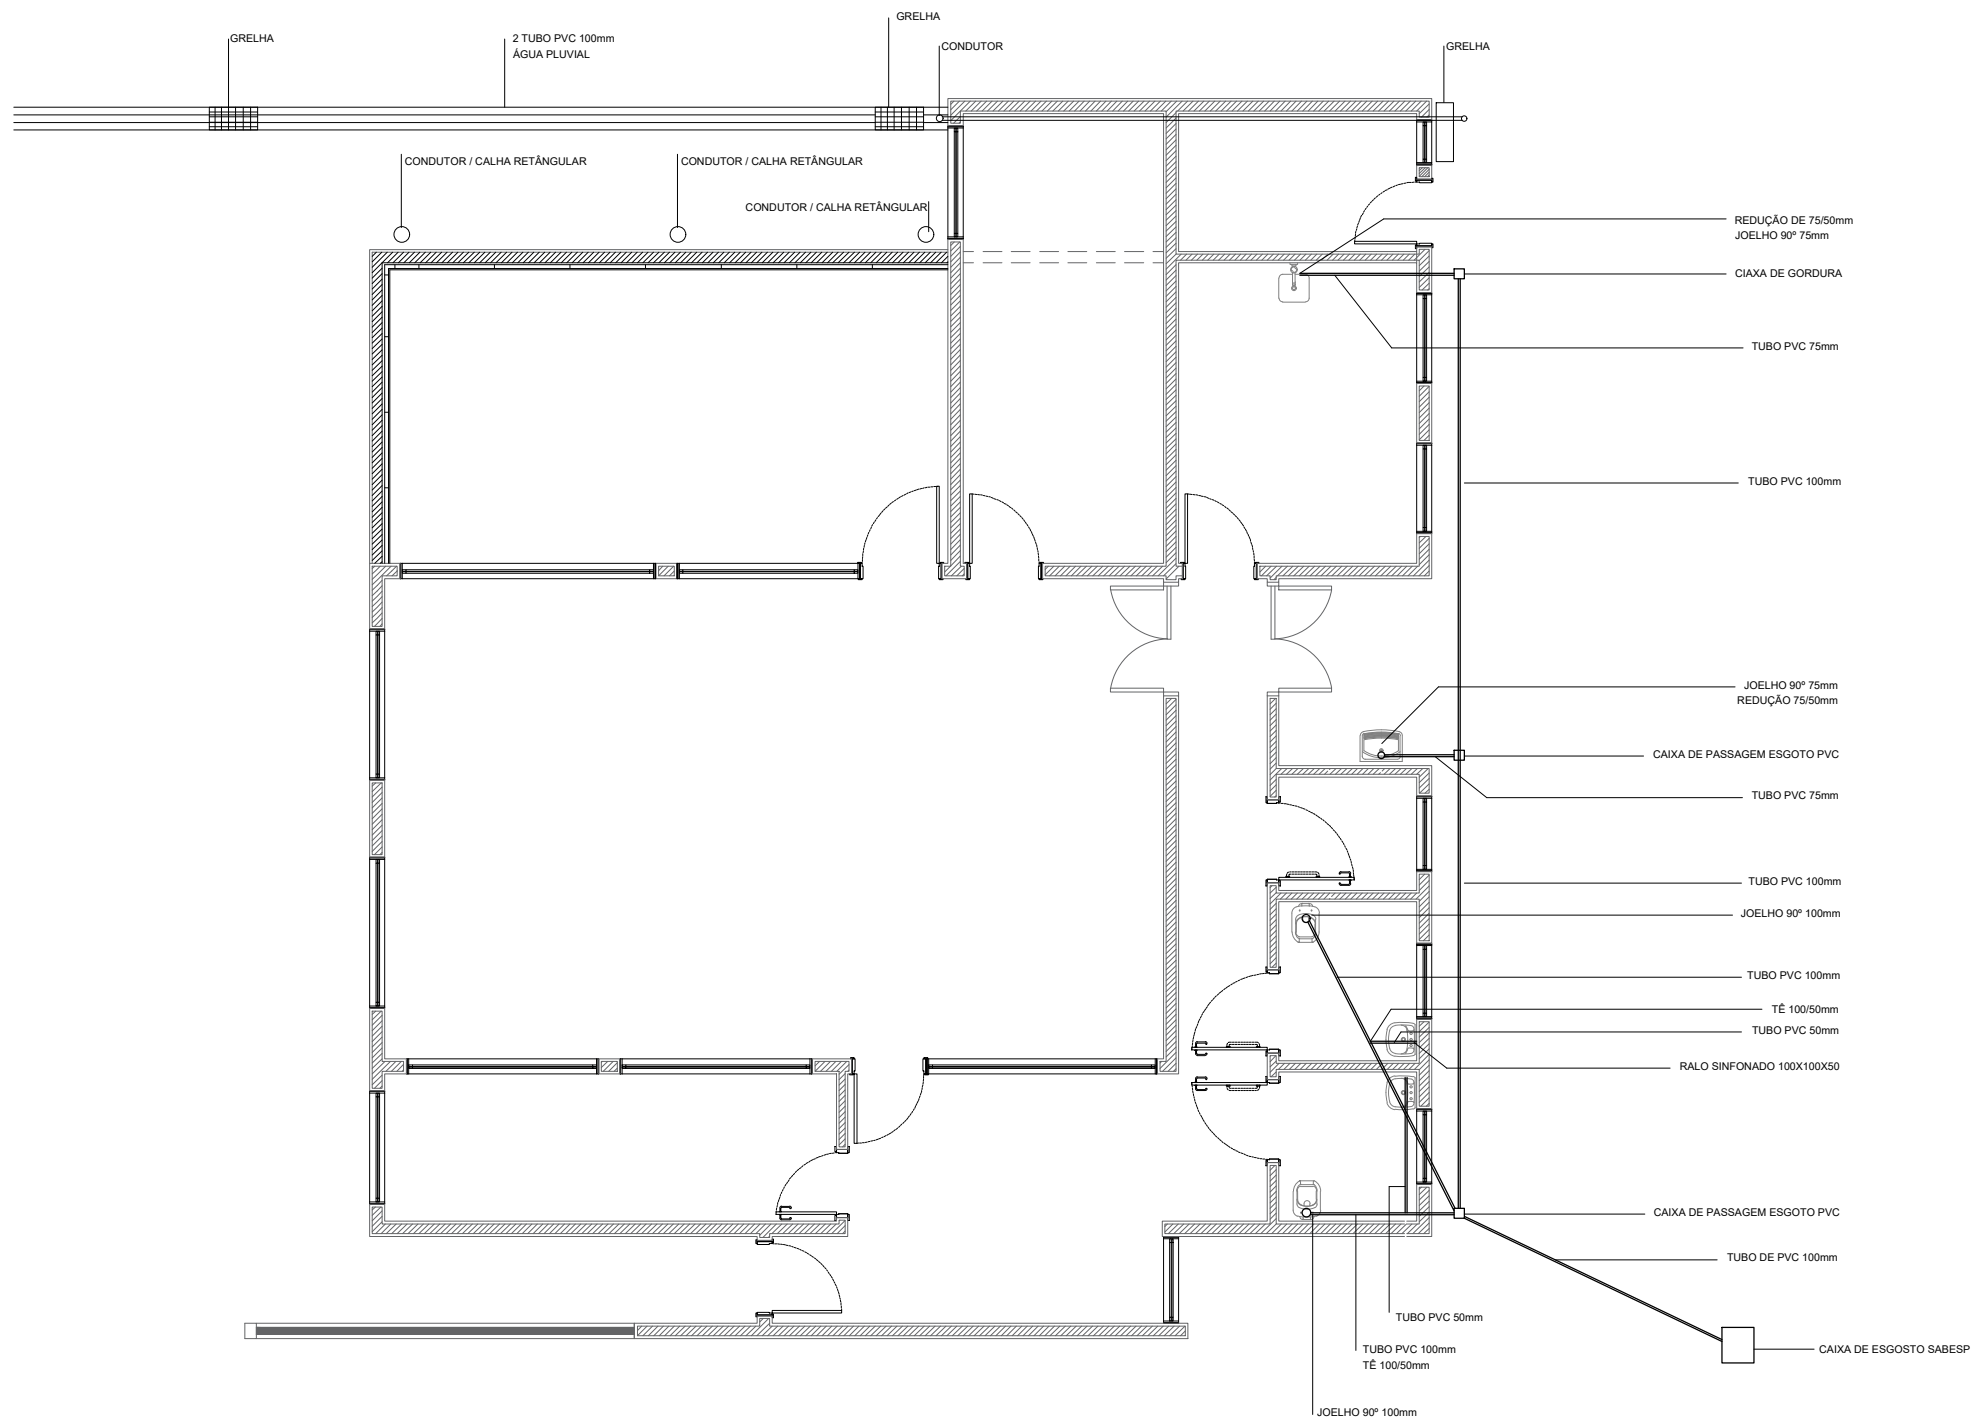 GRELHA
GRELHA
2 TUBO PVC 100mm
ÁGUA PLUVIAL
CONDUTOR
GRELHA
CONDUTOR / CALHA RETÂNGULAR
CONDUTOR / CALHA RETÂNGULAR
CONDUTOR / CALHA RETÂNGULAR
REDUÇÃO DE 75/50mm
JOELHO 90º 75mm
CIAXA DE GORDURA
TUBO PVC 75mm
TUBO PVC 100mm
JOELHO 90º 75mm
REDUÇÃO 75/50mm
CAIXA DE PASSAGEM ESGOTO PVC
TUBO PVC 75mm
TUBO PVC 100mm
JOELHO 90º 100mm
TUBO PVC 100mm
TÊ 100/50mm
TUBO PVC 50mm
RALO SINFONADO 100X100X50
CAIXA DE PASSAGEM ESGOTO PVC
TUBO DE PVC 100mm
TUBO PVC 50mm
TUBO PVC 100mm
TÊ 100/50mm
CAIXA DE ESGOSTO SABESP
JOELHO 90º 100mm